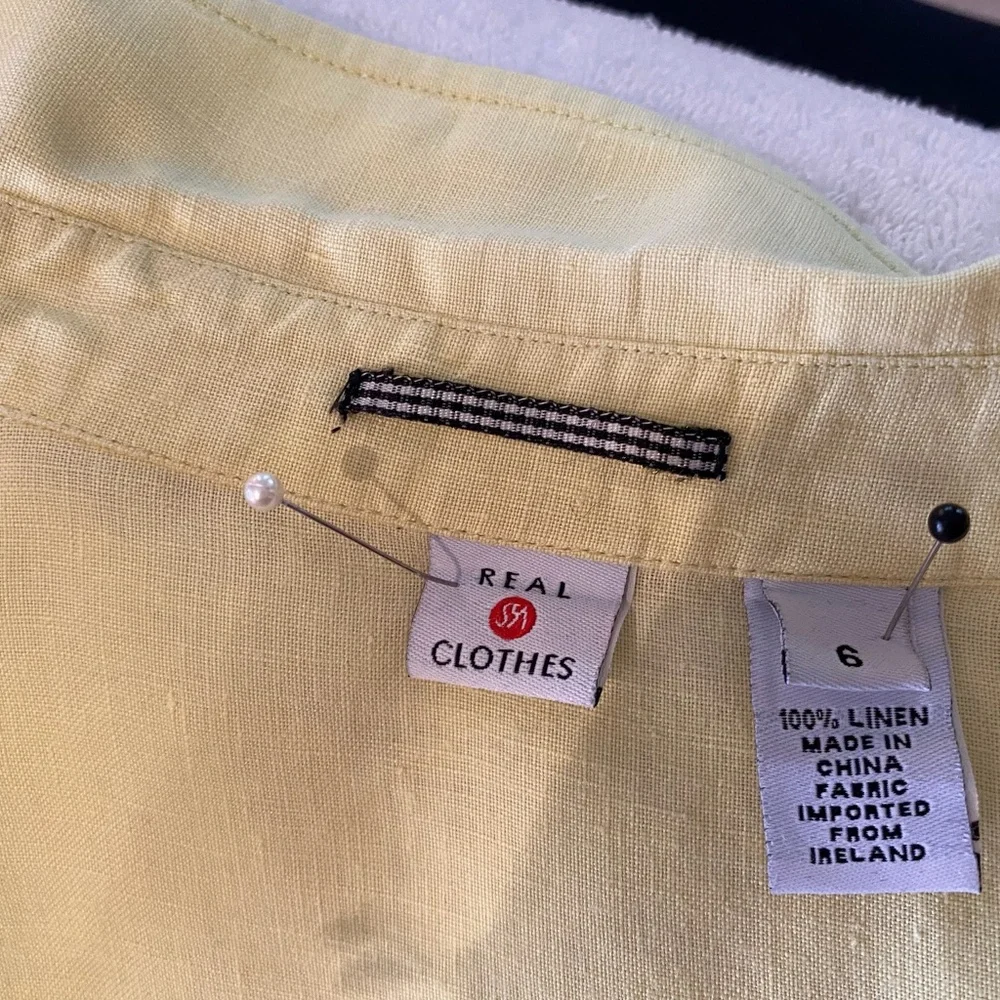 REAL
CLOTHES
6
100% LINEN
MADE IN
CHINA
FABRIC
IMPORTED
FROM
IRELAND